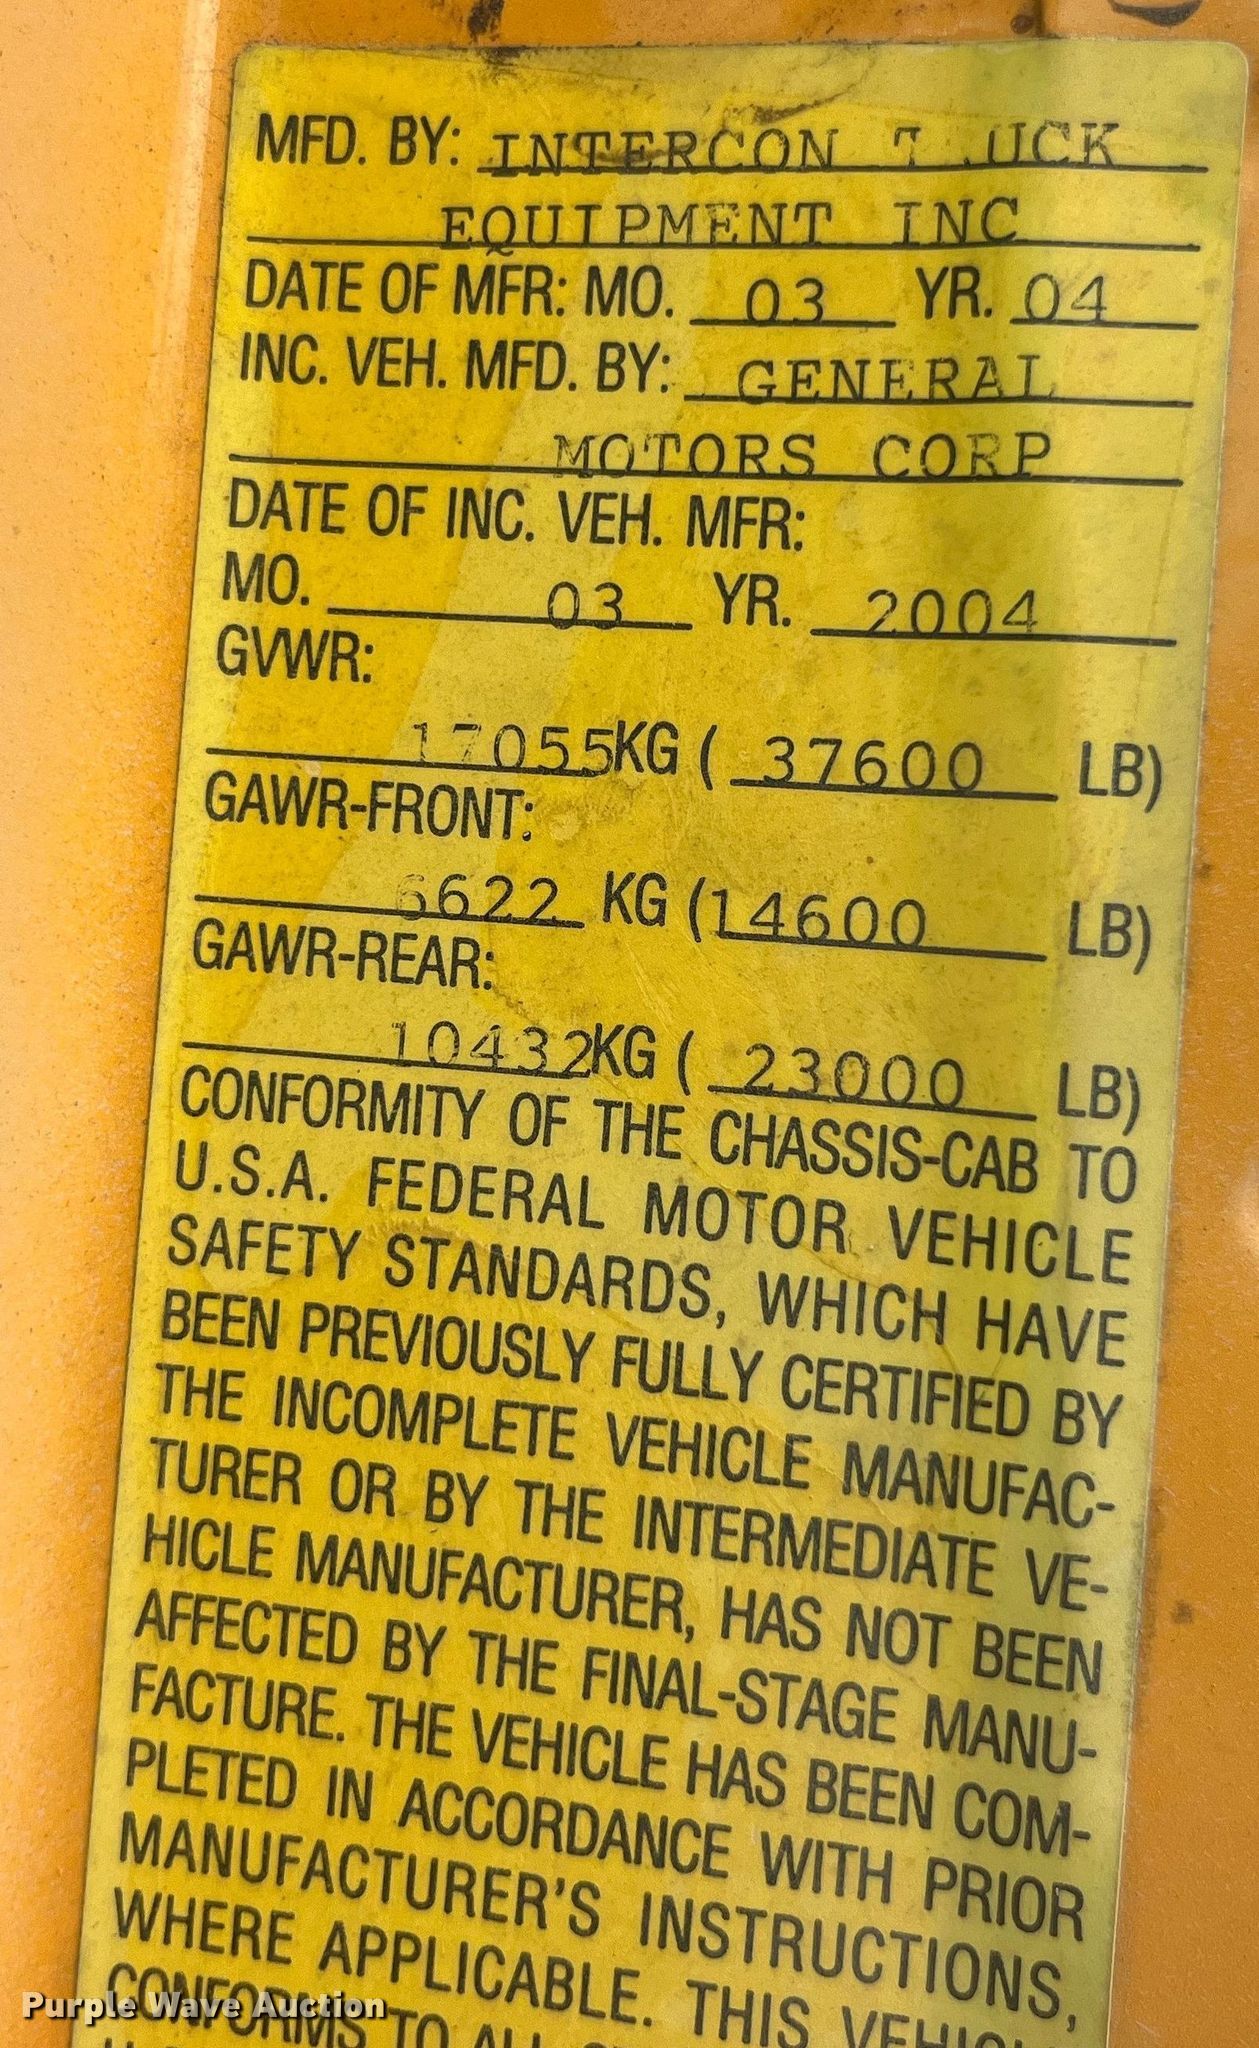 MFD. BY: INTERCON T UCK
EQUIPMENT INC
DATE OF MFR: MO. 03 YR. 04
INC. VEH. MFD. BY: GENERAL
MOTORS CORP
DATE OF INC. VEH. MFR:
MO. 03 YR. 2004
GVWR:
17055KG ( 37600 LB)
GAWR-FRONT:
6622 KG (14600 LB)
GAWR-REAR:
10432KG ( 23000 LB)
CONFORMITY OF THE CHASSIS-CAB TO
U.S.A. FEDERAL MOTOR VEHICLE
SAFETY STANDARDS, WHICH HAVE
BEEN PREVIOUSLY FULLY CERTIFIED BY
THE INCOMPLETE VEHICLE MANUFAC-
TURER OR BY THE INTERMEDIATE VE-
HICLE MANUFACTURER, HAS NOT BEEN
AFFECTED BY THE FINAL-STAGE MANU-
FACTURE. THE VEHICLE HAS BEEN COM-
PLETED IN ACCORDANCE WITH PRIOR
MANUFACTURER'S INSTRUCTIONS,
WHERE APPLICABLE. THIS VEHICL
CONFORMS TO ALL
Purple Wave Auction